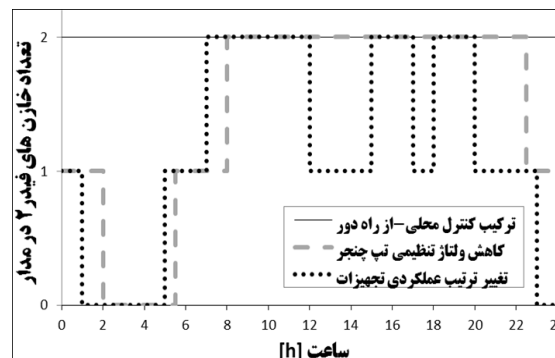 تعداد خازن های فیدر ۲ در مدار
2
1
0
ترکیب کنترل محلی-از راه دور
کاهش ولتاژ تنظیمی تپ چنجر
تغییر ترتیب عملکردی تجهیزات
0 2 4 6 8 10 12 14 16 18 20 22 24
ساعت [h]